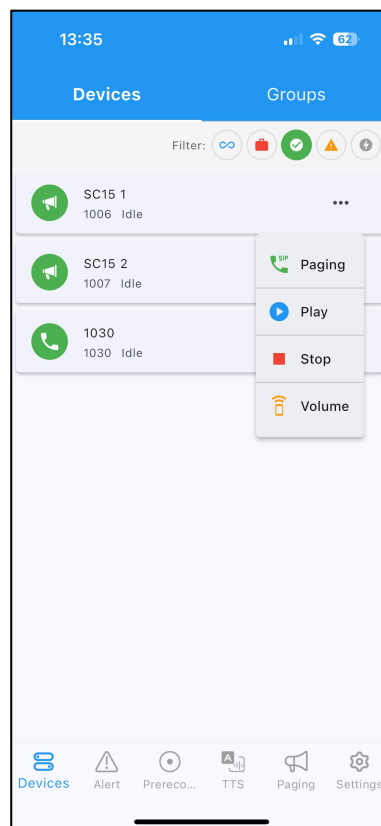 13:35
62
Devices
Groups
Filter:
SC15 1
1006 Idle
SC15 2
1007 Idle
1030
1030 Idle
SIP
Paging
Play
Stop
Volume
Devices
Alert
Prereco...
A
TTS
Paging
Settings